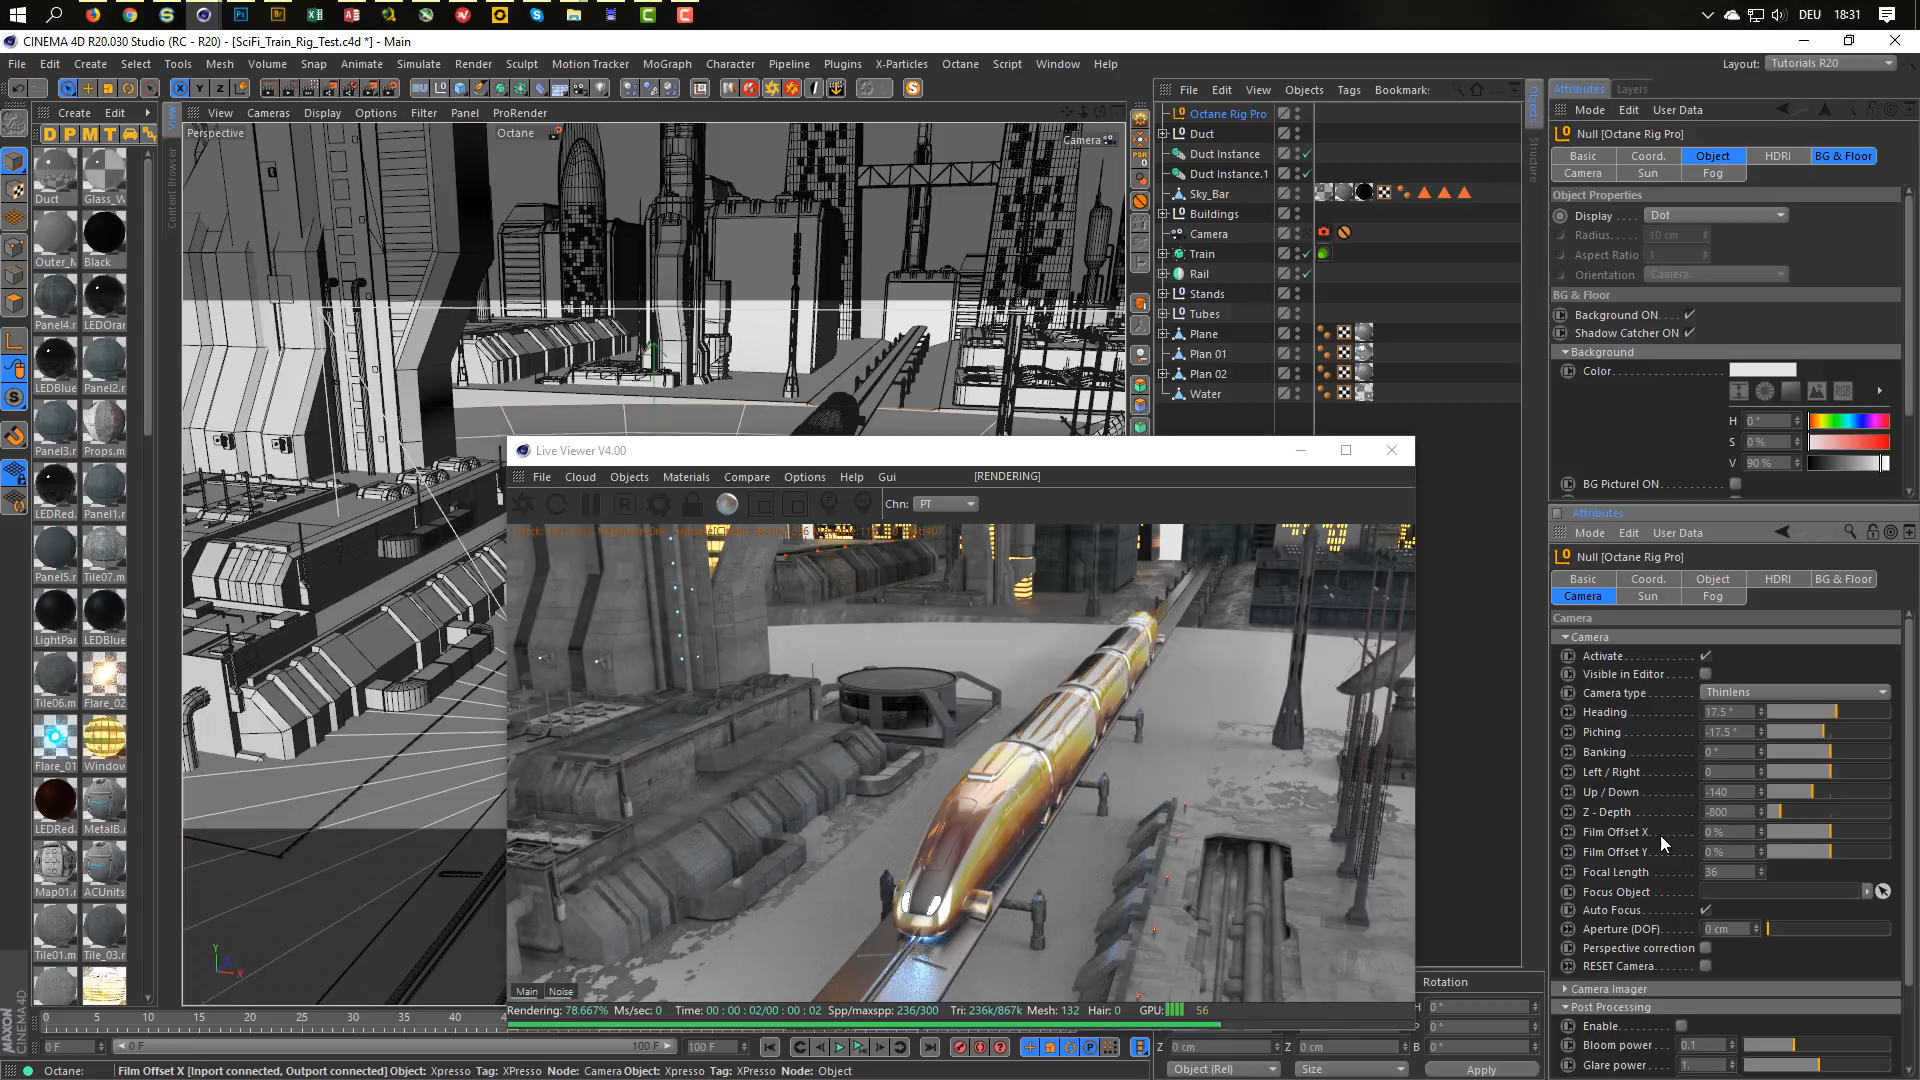 DEU 18:31
CINEMA 4D R20.030 Studio (RC - R20) - [SciFi_Train_Rig_Test.c4d *] - Main
File Edit Create Select Tools Mesh Volume Snap Animate Simulate Render Sculpt Motion Tracker MoGraph Character Pipeline Plugins X-Particles Octane Script Window Help
Layout: Tutorials R20
Create Edit
View Cameras Display Options Filter Panel ProRender
File Edit View Objects Tags Bookmark:
Attributes Layers
Mode Edit User Data
Perspective Octane Camera
D P M T
View
Content Browser
Objects
Structure
PSR
Duct Glass_W
Outer_M Black
Panel4.r LEDOrar
LEDBlue Panel2.r
Panel3.r Props.m
LEDRed. Panel1.r
Panel5.r Tile07.m
LightPar LEDBlue
Tile06.m Flare_02
Flare_01 Window
LEDRed. MetalB.r
Map01.r ACUnits
Tile01.m Tile_03.r
Octane Rig Pro
Duct
Duct Instance
Duct Instance.1
Sky_Bar
Buildings
Camera
Train
Rail
Stands
Tubes
Plane
Plan 01
Plan 02
Water
Null [Octane Rig Pro]
Basic Coord. Object HDRI BG & Floor
Camera Sun Fog
Object Properties
Display Dot
Radius 10 cm
Aspect Ratio 1
Orientation Camera
BG & Floor
Background ON
Shadow Catcher ON
Background
Color
RGB
H 0 °
S 0 %
V 90 %
BG Picturel ON
Attributes
Mode Edit User Data
Null [Octane Rig Pro]
Basic Coord. Object HDRI BG & Floor
Camera Sun Fog
Camera
Camera
Activate
Visible in Editor
Camera type Thinlens
Heading 17.5 °
Piching -17.5 °
Banking 0 °
Left / Right 0
Up / Down -140
Z - Depth -800
Film Offset X 0 %
Film Offset Y 0 %
Focal Length 36
Focus Object
Auto Focus
Aperture (DOF) 0 cm
Perspective correction
RESET Camera
Camera Imager
Post Processing
Enable
Bloom power 0.1
Glare power 1.
Live Viewer V4.00
File Cloud Objects Materials Compare Options Help Gui [RENDERING]
Chn: PT
Main Noise
Rendering: 78.667% Ms/sec: 0 Time: 00 : 00 : 02/00 : 00 : 02 Spp/maxspp: 236/300 Tri: 236k/867k Mesh: 132 Hair: 0 GPU: 56
Y
Z
X
0 5 10 15 20 25 30 35 40
0 F 0 F 100 F 100 F
Rotation
H 0 °
P 0 °
Z 0 cm Z 0 cm B 0 °
Object (Rel) Size Apply
MAXON CINEMA 4D
Octane: Film Offset X [Inport connected, Outport connected] Object: Xpresso Tag: XPresso Node: Camera Object: Xpresso Tag: XPresso Node: Object